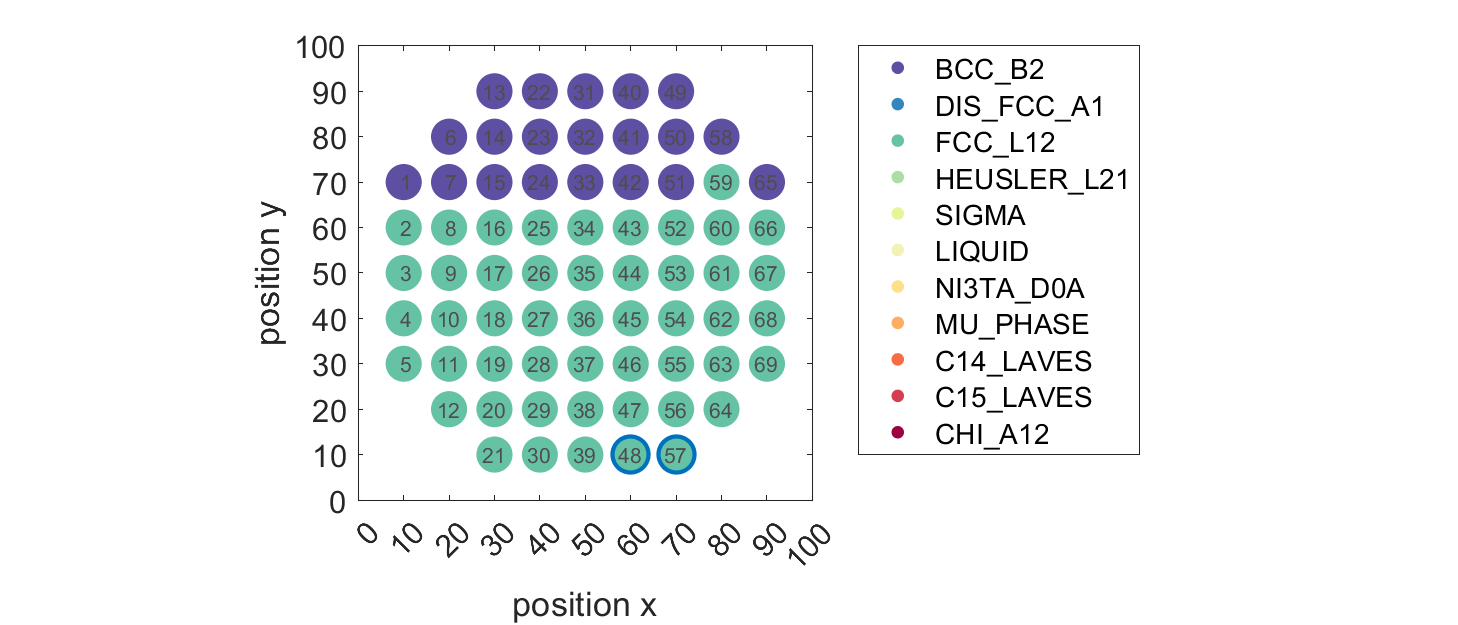 100
90
80
70
60
50
40
30
20
10
0
position y
13 22 31 40 49
6 14 23 32 41 50 58
1 7 15 24 33 42 51 59 65
2 8 16 25 34 43 52 60 66
3 9 17 26 35 44 53 61 67
4 10 18 27 36 45 54 62 68
5 11 19 28 37 46 55 63 69
12 20 29 38 47 56 64
21 30 39 48 57
0 10 20 30 40 50 60 70 80 90 100
position x
BCC_B2
DIS_FCC_A1
FCC_L12
HEUSLER_L21
SIGMA
LIQUID
NI3TA_D0A
MU_PHASE
C14_LAVES
C15_LAVES
CHI_A12